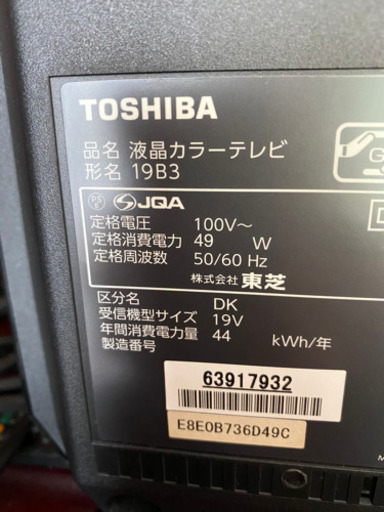 TOSHIBA
品名 液晶カラーテレビ
形名 19B3
PS E JQA
定格電圧 100V～
定格消費電力 49 W
定格周波数 50/60 Hz
株式会社 東芝
区分名 DK
受信機型サイズ 19V
年間消費電力量 44 kWh/年
製造番号
63917932
E8E0B736D49C